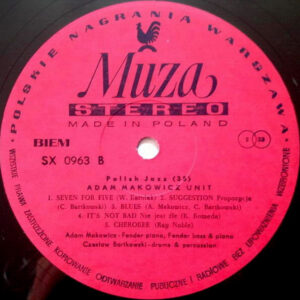 POLSKIE NAGRANIA WARSZAWA
Muza
STEREO
MADE IN POLAND
BIEM
SX 0963 B
Polish Jazz (35)
ADAM MAKOWICZ UNIT
1. SEVEN FOR FIVE (W. Karolak) 2. SUGGESTION Propozycja
(C. Bartkowski) 3. BLUES (A. Makowicz, C. Bartkowski)
4. IT'S NOT BAD Nie jest źle (K. Komeda)
5. CHEROKEE (Ray Noble)
Adam Makowicz-Fender piano, Fender bass & piano
Czesław Bartkowski-drums & percussion
WSZELKIE PRAWA ZASTRZEŻONE KOPIOWANIE ODTWARZANIE PUBLICZNE I RADIOWE BEZ UPOWAŻNIENIA WZBRONIONE